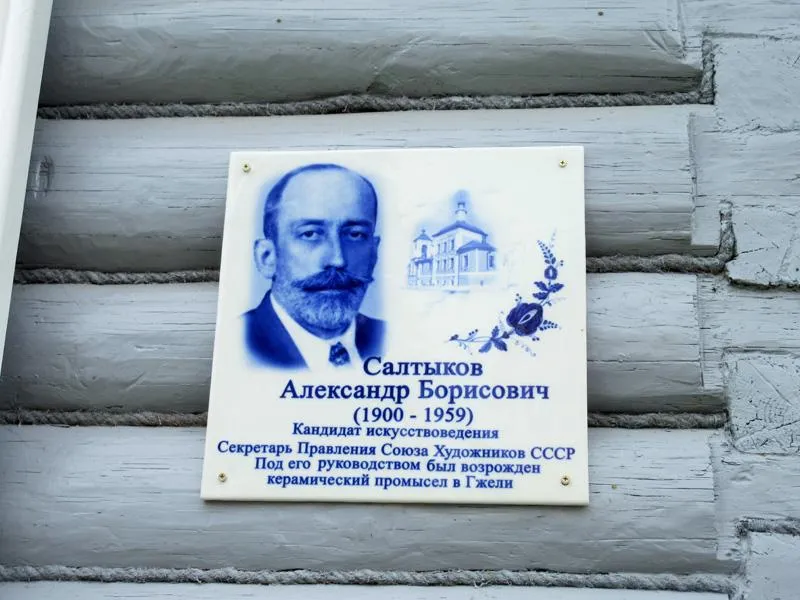 Салтыков
Александр Борисович
(1900 - 1959)
Кандидат искусствоведения
Секретарь Правления Союза Художников СССР
Под его руководством был возрожден
керамический промысел в Гжели